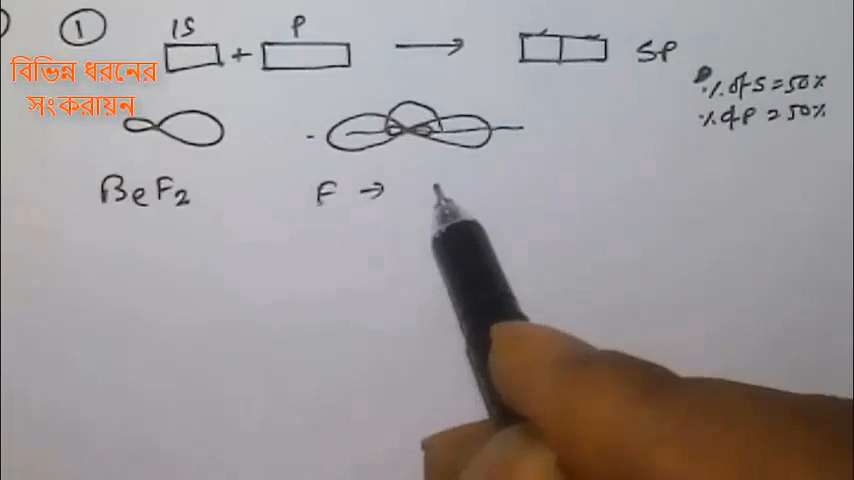 ① 1S P
+ → SP
বিভিন্ন ধরনের
সংকরায়ন
% of S = 50%
% of P = 50%
BeF2 F →